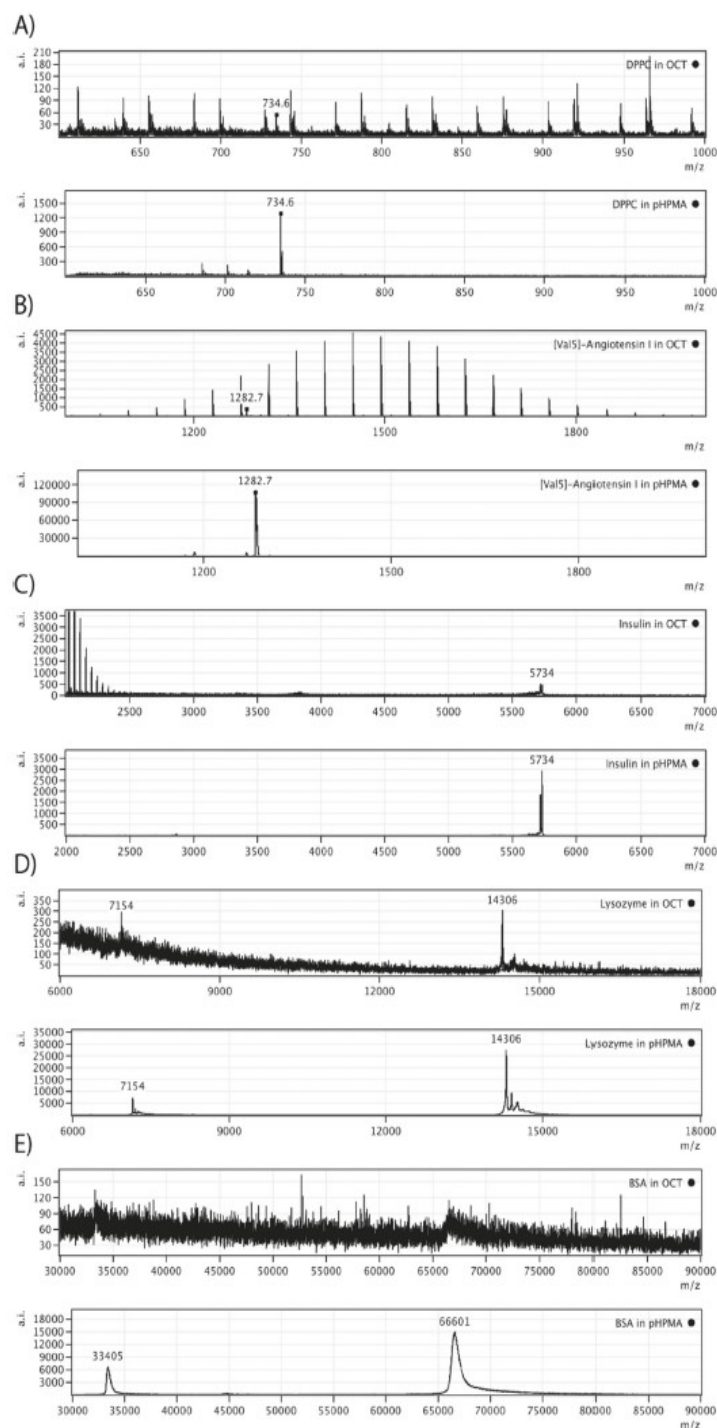 A)
a.i.
210
180
150
120
90
60
30
DPPC in OCT
734.6
650 700 750 800 850 900 950 1000
m/z
a.i.
1500
1200
900
600
300
DPPC in pHPMA
734.6
650 700 750 800 850 900 950 1000
m/z
B)
a.i.
4500
4000
3500
3000
2500
2000
1500
1000
500
[Val5]-Angiotensin I in OCT
1282.7
1200 1500 1800
m/z
a.i.
120000
90000
60000
30000
[Val5]-Angiotensin I in pHPMA
1282.7
1200 1500 1800
m/z
C)
a.i.
3500
3000
2500
2000
1500
1000
500
0
Insulin in OCT
5734
2500 3000 3500 4000 4500 5000 5500 6000 6500 7000
m/z
a.i.
3500
3000
2500
2000
1500
1000
500
Insulin in pHPMA
5734
2000 2500 3000 3500 4000 4500 5000 5500 6000 6500 7000
m/z
D)
a.i.
350
300
250
200
150
100
50
Lysozyme in OCT
7154
14306
6000 9000 12000 15000 18000
m/z
a.i.
35000
30000
25000
20000
15000
10000
5000
Lysozyme in pHPMA
7154
14306
6000 9000 12000 15000 18000
m/z
E)
a.i.
150
120
90
60
30
BSA in OCT
30000 35000 40000 45000 50000 55000 60000 65000 70000 75000 80000 85000 90000
m/z
a.i.
18000
15000
12000
9000
6000
3000
BSA in pHPMA
33405
66601
30000 35000 40000 45000 50000 55000 60000 65000 70000 75000 80000 85000 90000
m/z